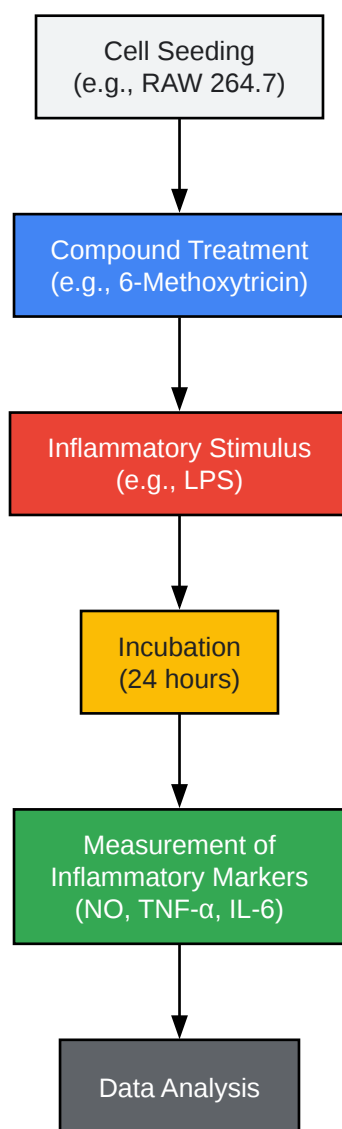 Cell Seeding
(e.g., RAW 264.7)
Compound Treatment
(e.g., 6-Methoxytricin)
Inflammatory Stimulus
(e.g., LPS)
Incubation
(24 hours)
Measurement of
Inflammatory Markers
(NO, TNF-α, IL-6)
Data Analysis